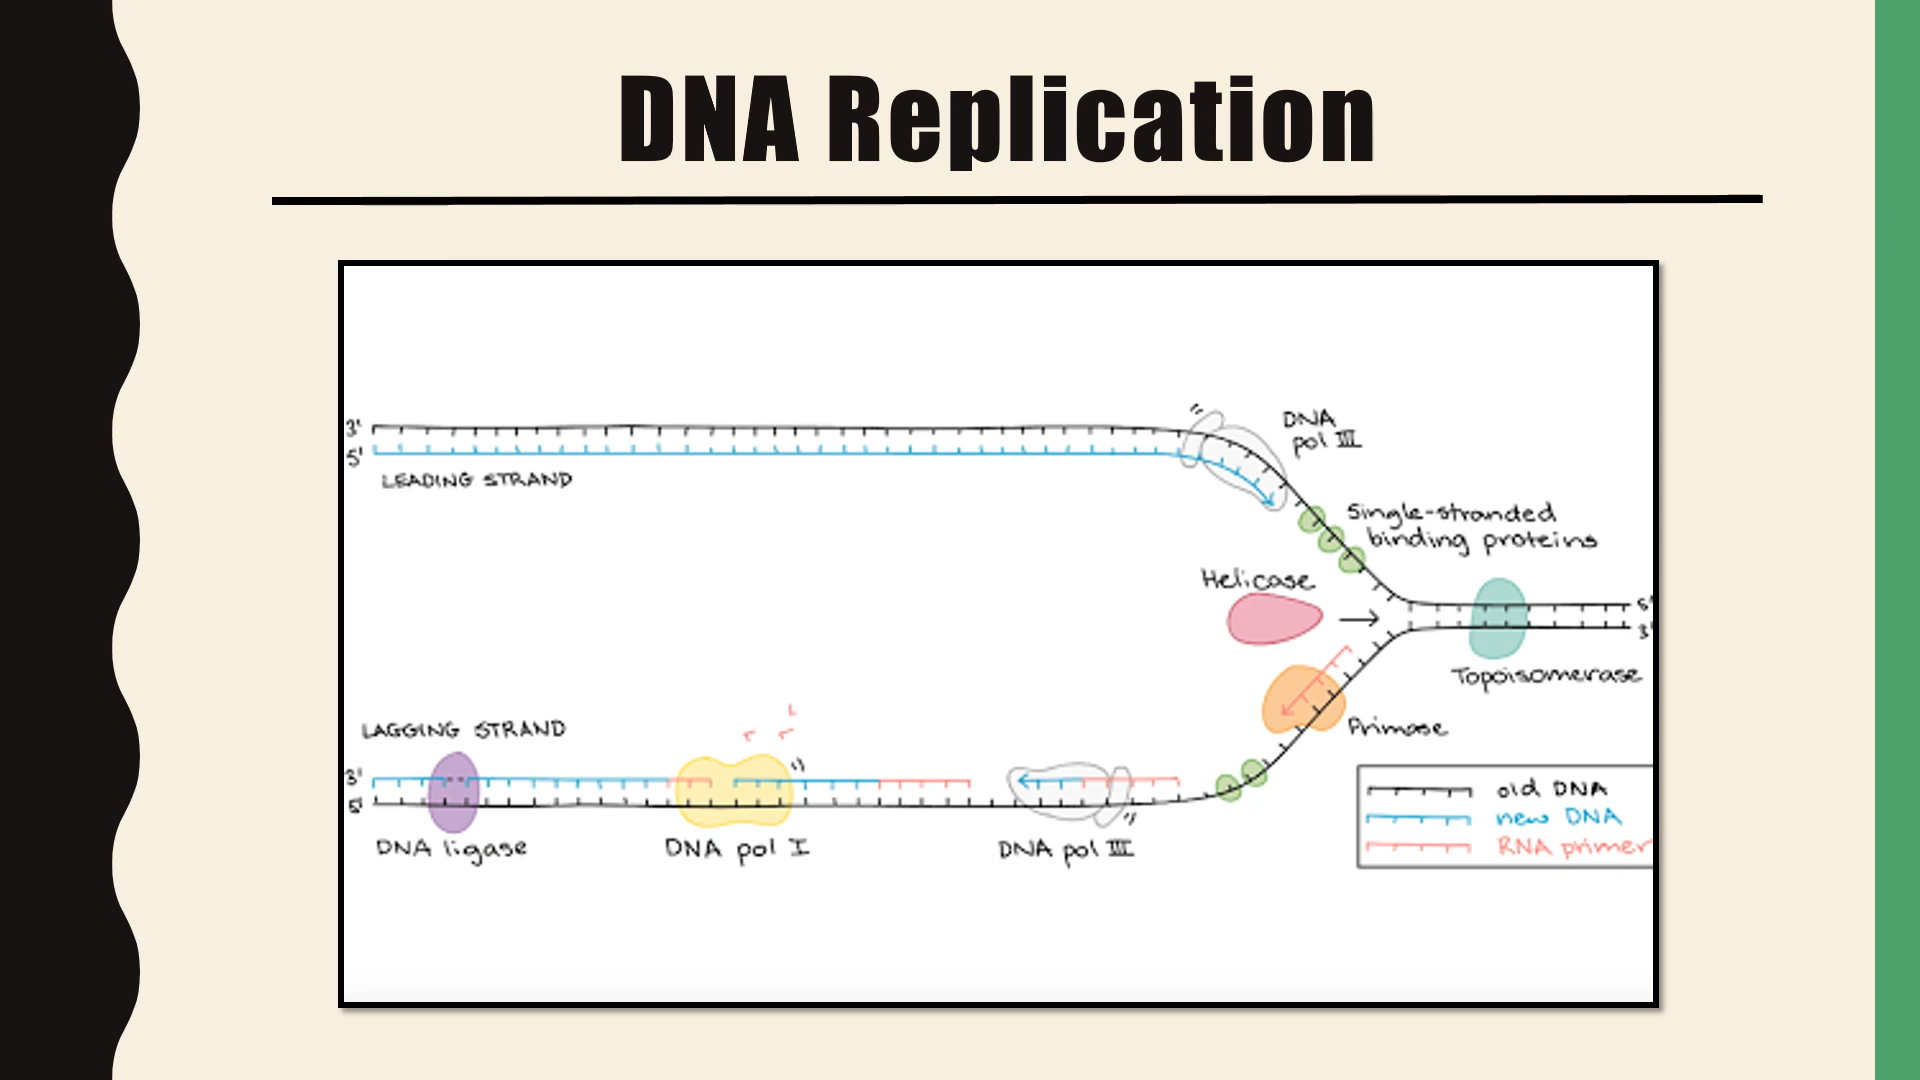 DNA Replication
3'
5'
LEADING STRAND
DNA
pol III
Single-stranded
binding proteins
Helicase
5'
3'
Topoisomerase
Primase
LAGGING STRAND
3'
5'
DNA ligase
DNA pol I
DNA pol III
old DNA
new DNA
RNA primer